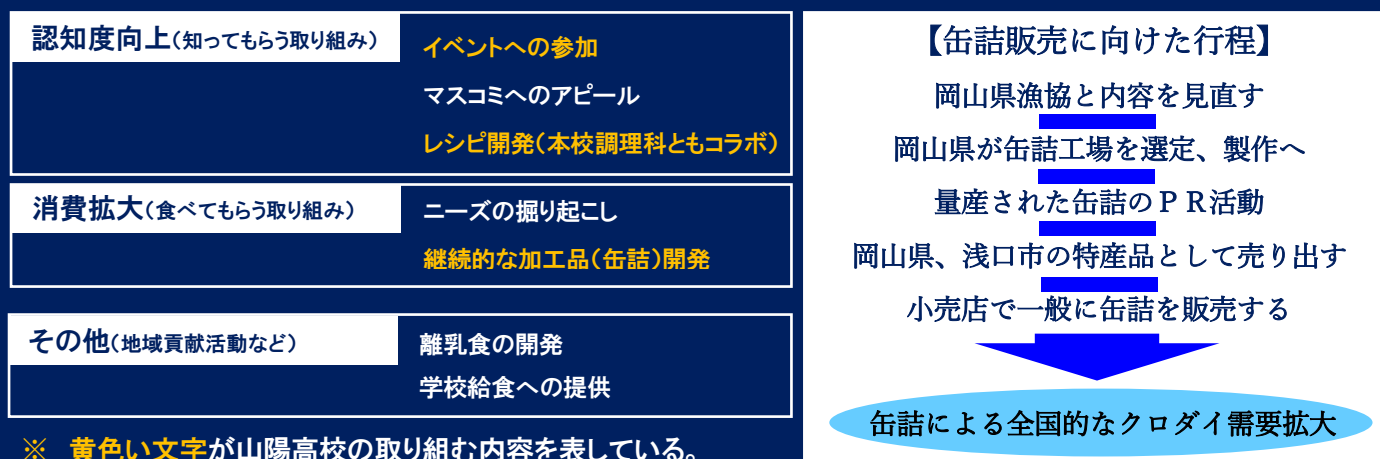 認知度向上(知ってもらう取り組み)
イベントへの参加
マスコミへのアピール
レシピ開発(本校調理科ともコラボ)
消費拡大(食べてもらう取り組み)
ニーズの掘り起こし
継続的な加工品(缶詰)開発
その他(地域貢献活動など)
離乳食の開発
学校給食への提供
※ 黄色い文字が山陽高校の取り組む内容を表している。
【缶詰販売に向けた行程】
岡山県漁協と内容を見直す
岡山県が缶詰工場を選定、製作へ
量産された缶詰のPR活動
岡山県、浅口市の特産品として売り出す
小売店で一般に缶詰を販売する
缶詰による全国的なクロダイ需要拡大